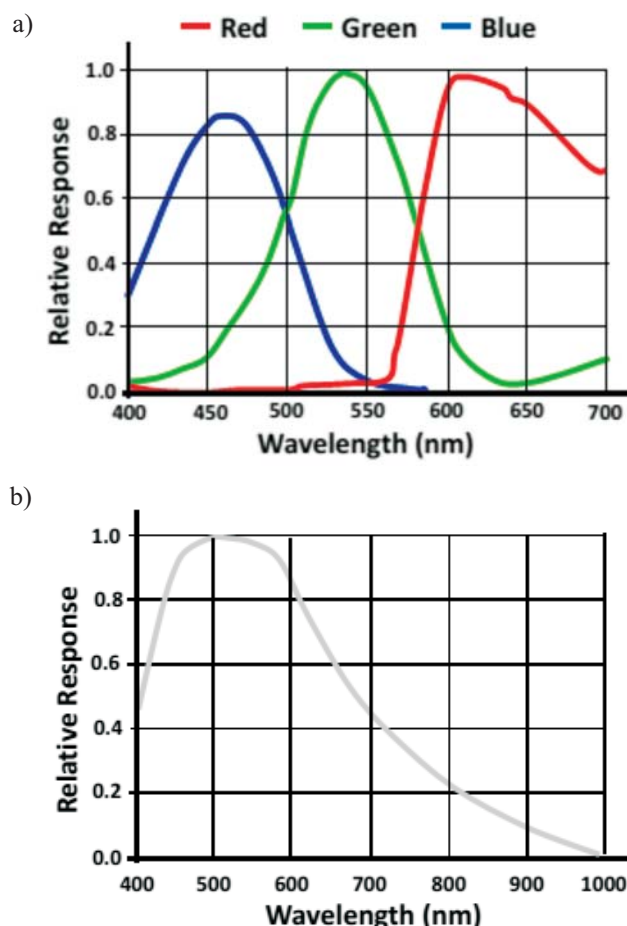 a)
Red Green Blue
1.0
0.8
0.6
0.4
0.2
0.0
Relative Response
400 450 500 550 600 650 700
Wavelength (nm)
b)
1.0
0.8
0.6
0.4
0.2
0.0
Relative Response
400 500 600 700 800 900 1000
Wavelength (nm)